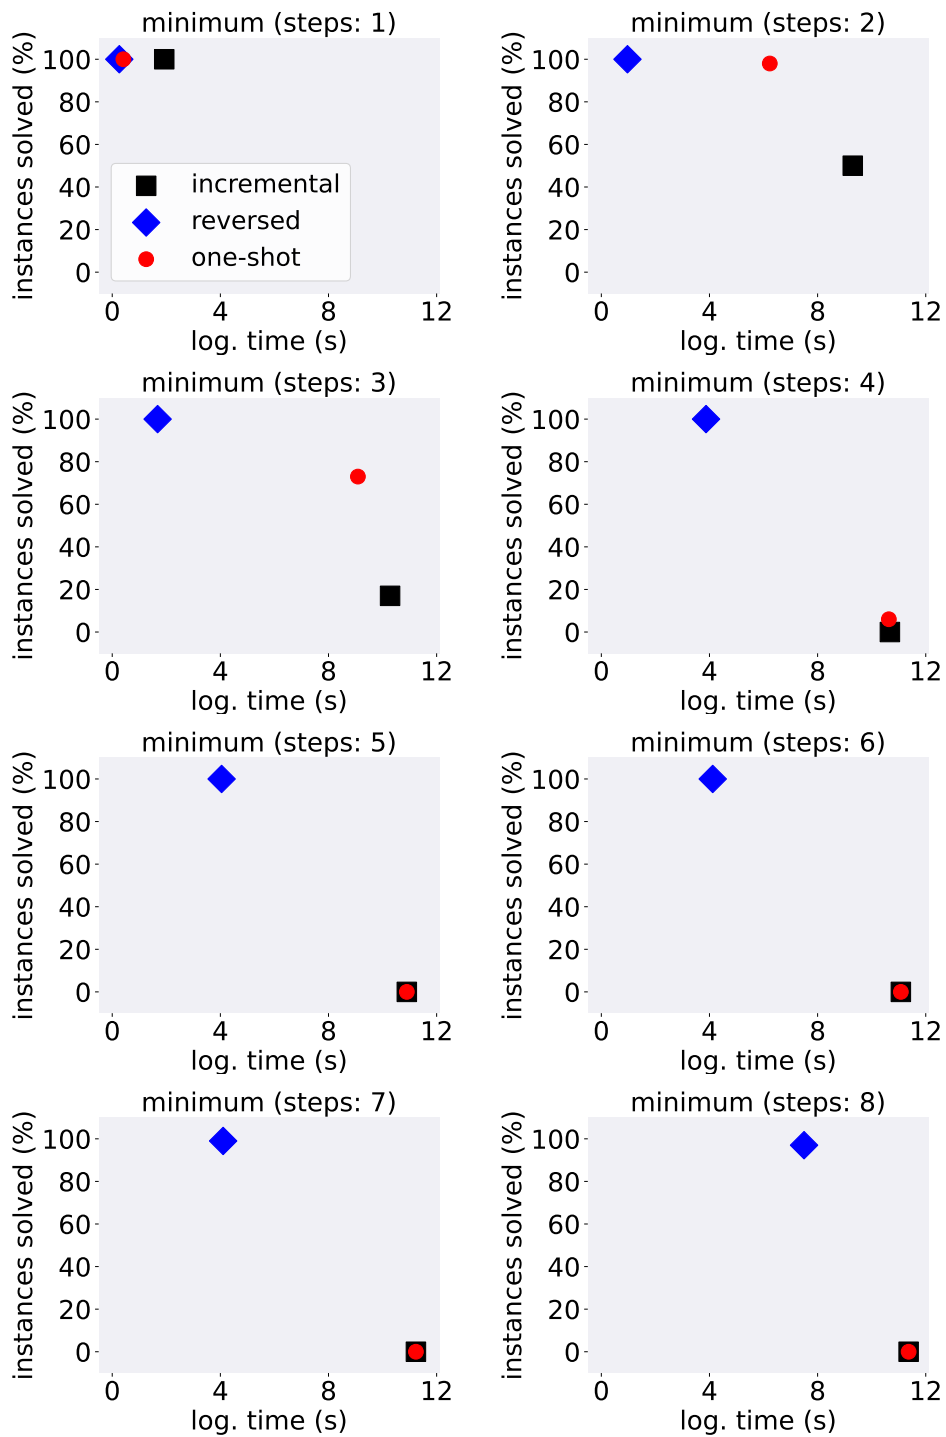 minimum (steps: 1)
instances solved (%)
100
80
60
40
20
0
incremental
reversed
one-shot
0 4 8 12
log. time (s)
minimum (steps: 2)
instances solved (%)
100
80
60
40
20
0
0 4 8 12
log. time (s)
minimum (steps: 3)
instances solved (%)
100
80
60
40
20
0
0 4 8 12
log. time (s)
minimum (steps: 4)
instances solved (%)
100
80
60
40
20
0
0 4 8 12
log. time (s)
minimum (steps: 5)
instances solved (%)
100
80
60
40
20
0
0 4 8 12
log. time (s)
minimum (steps: 6)
instances solved (%)
100
80
60
40
20
0
0 4 8 12
log. time (s)
minimum (steps: 7)
instances solved (%)
100
80
60
40
20
0
0 4 8 12
log. time (s)
minimum (steps: 8)
instances solved (%)
100
80
60
40
20
0
0 4 8 12
log. time (s)